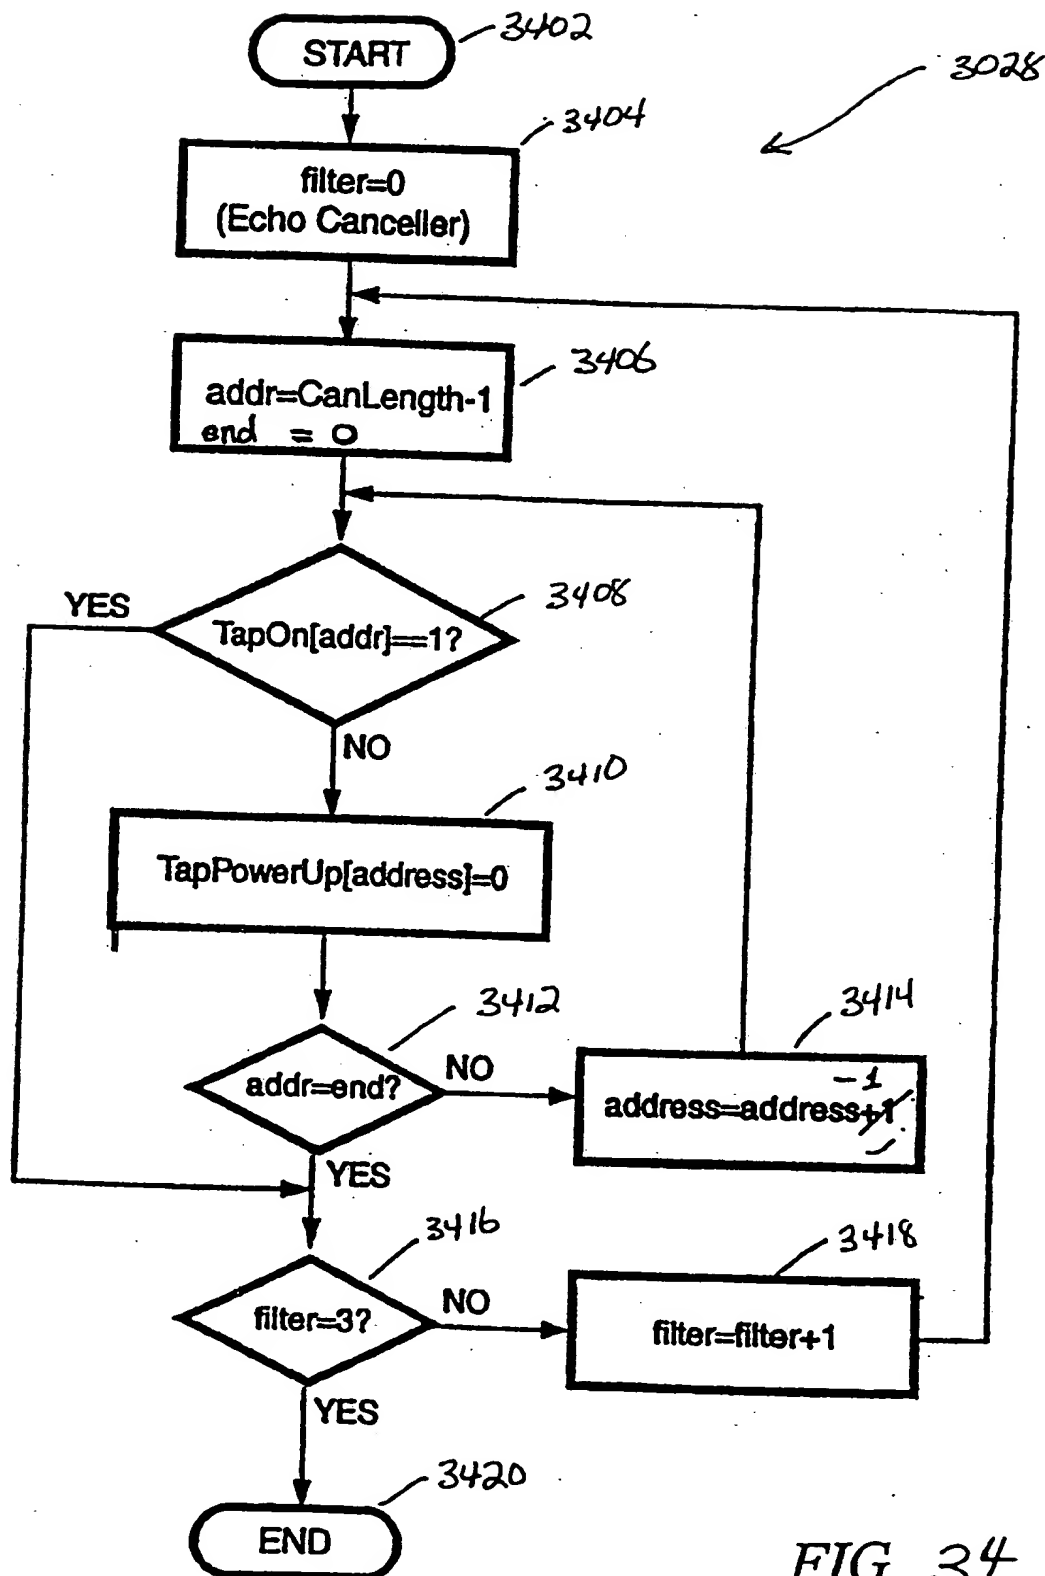 START
3402
3028
3404
filter=0
(Echo Canceller)
3406
addr=CanLength-1
end = 0
3408
YES
TapOn[addr]==1?
NO
3410
TapPowerUp[address]=0
3412
addr=end?
NO
3414
-1
address=address+1
YES
3416
filter=3?
NO
3418
filter=filter+1
YES
3420
END
FIG. 34